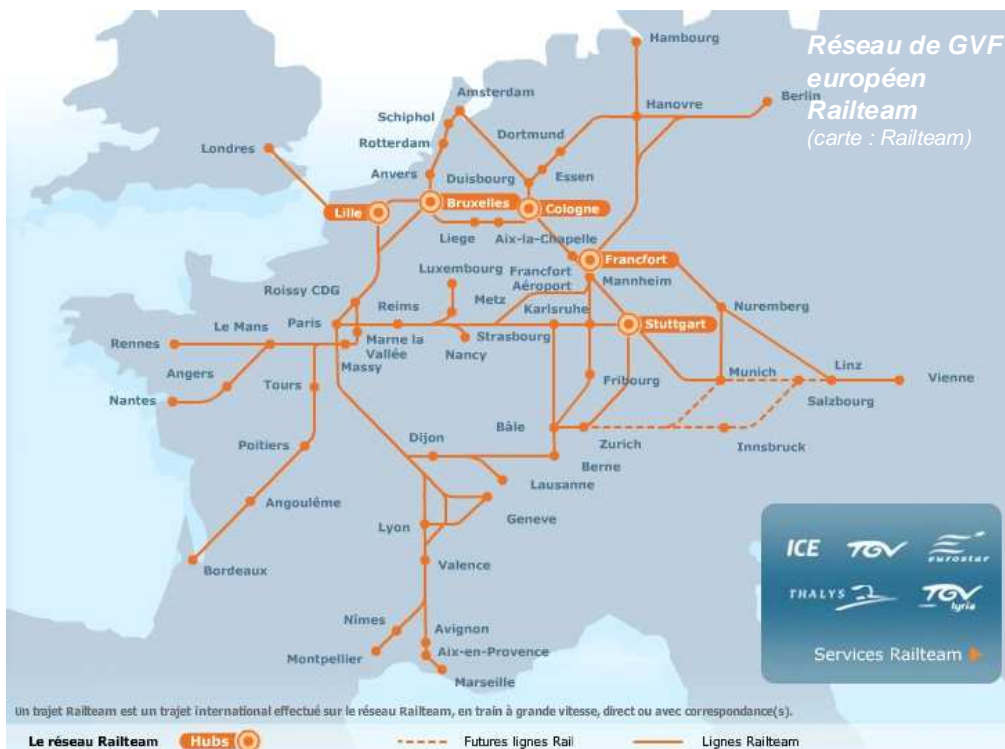 Réseau de GVF
européen
Railteam
(carte : Railteam)
Hambourg
Berlin
Amsterdam
Hanovre
Schiphol
Dortmund
Rotterdam
Londres
Anvers
Duisbourg
Essen
Lille
Bruxelles
Cologne
Liege
Aix-la-Chapelle
Francfort
Luxembourg
Francfort
Aéroport
Mannheim
Roissy CDG
Reims
Metz
Karlsruhe
Nuremberg
Le Mans
Paris
Stuttgart
Rennes
Marne la
Vallée
Strasbourg
Nancy
Massy
Angers
Tours
Fribourg
Munich
Linz
Vienne
Nantes
Salzbourg
Bâle
Poitiers
Dijon
Zurich
Innsbruck
Berne
Lausanne
Angoulême
Geneve
Lyon
Bordeaux
Valence
ICE TGV eurostar
THALYS TGV lyria
Services Railteam
Nîmes
Avignon
Montpellier
Aix-en-Provence
Marseille
Un trajet Railteam est un trajet international effectué sur le réseau Railteam, en train à grande vitesse, direct ou avec correspondance(s).
Le réseau Railteam Hubs Futures lignes Rail Lignes Railteam